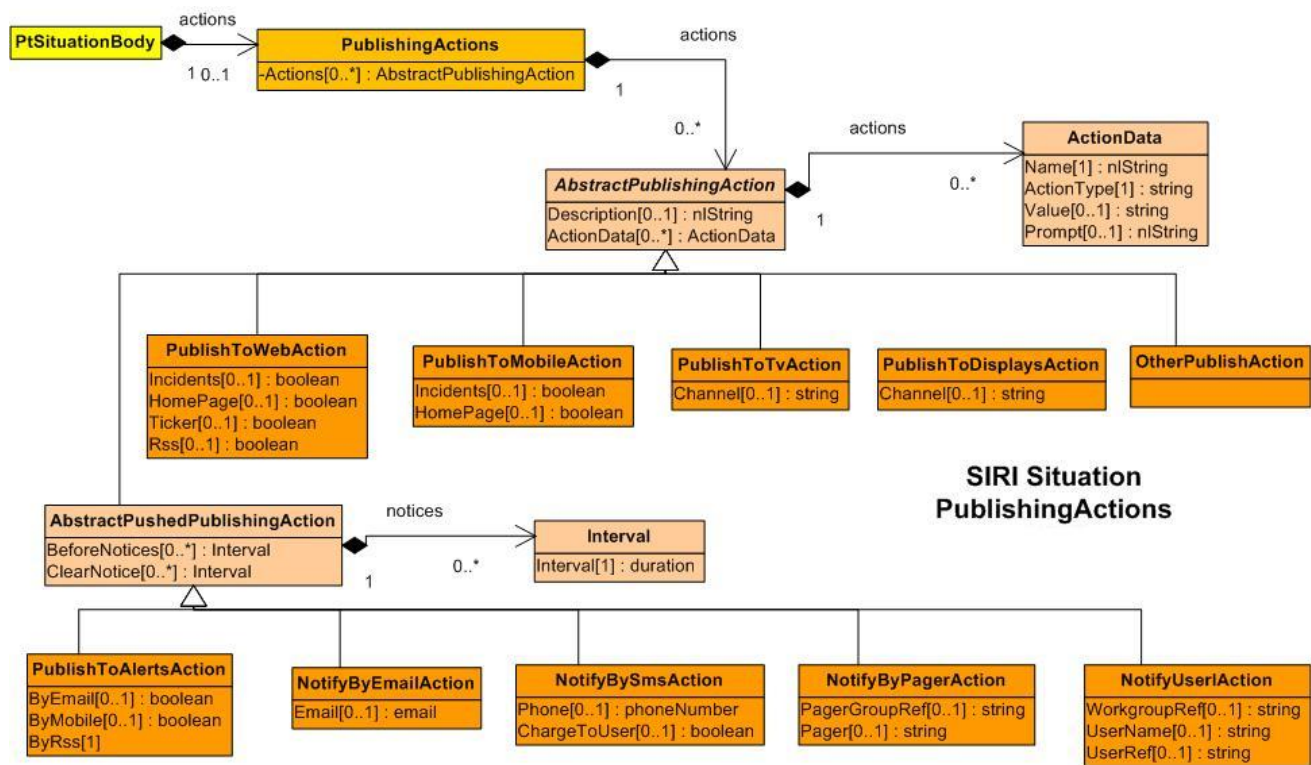 actions
PtSituationBody
1 0..1
PublishingActions
-Actions[0..*] : AbstractPublishingAction
1
actions
0..*
AbstractPublishingAction
Description[0..1] : nlString
ActionData[0..*] : ActionData
1
actions
0..*
ActionData
Name[1] : nlString
ActionType[1] : string
Value[0..1] : string
Prompt[0..1] : nlString
PublishToWebAction
Incidents[0..1] : boolean
HomePage[0..1] : boolean
Ticker[0..1] : boolean
Rss[0..1] : boolean
PublishToMobileAction
Incidents[0..1] : boolean
HomePage[0..1] : boolean
PublishToTvAction
Channel[0..1] : string
PublishToDisplaysAction
Channel[0..1] : string
OtherPublishAction
SIRI Situation
PublishingActions
AbstractPushedPublishingAction
BeforeNotices[0..*] : Interval
ClearNotice[0..*] : Interval
notices
1
0..*
Interval
Interval[1] : duration
PublishToAlertsAction
ByEmail[0..1] : boolean
ByMobile[0..1] : boolean
ByRss[1]
NotifyByEmailAction
Email[0..1] : email
NotifyBySmsAction
Phone[0..1] : phoneNumber
ChargeToUser[0..1] : boolean
NotifyByPagerAction
PagerGroupRef[0..1] : string
Pager[0..1] : string
NotifyUserlAction
WorkgroupRef[0..1] : string
UserName[0..1] : string
UserRef[0..1] : string